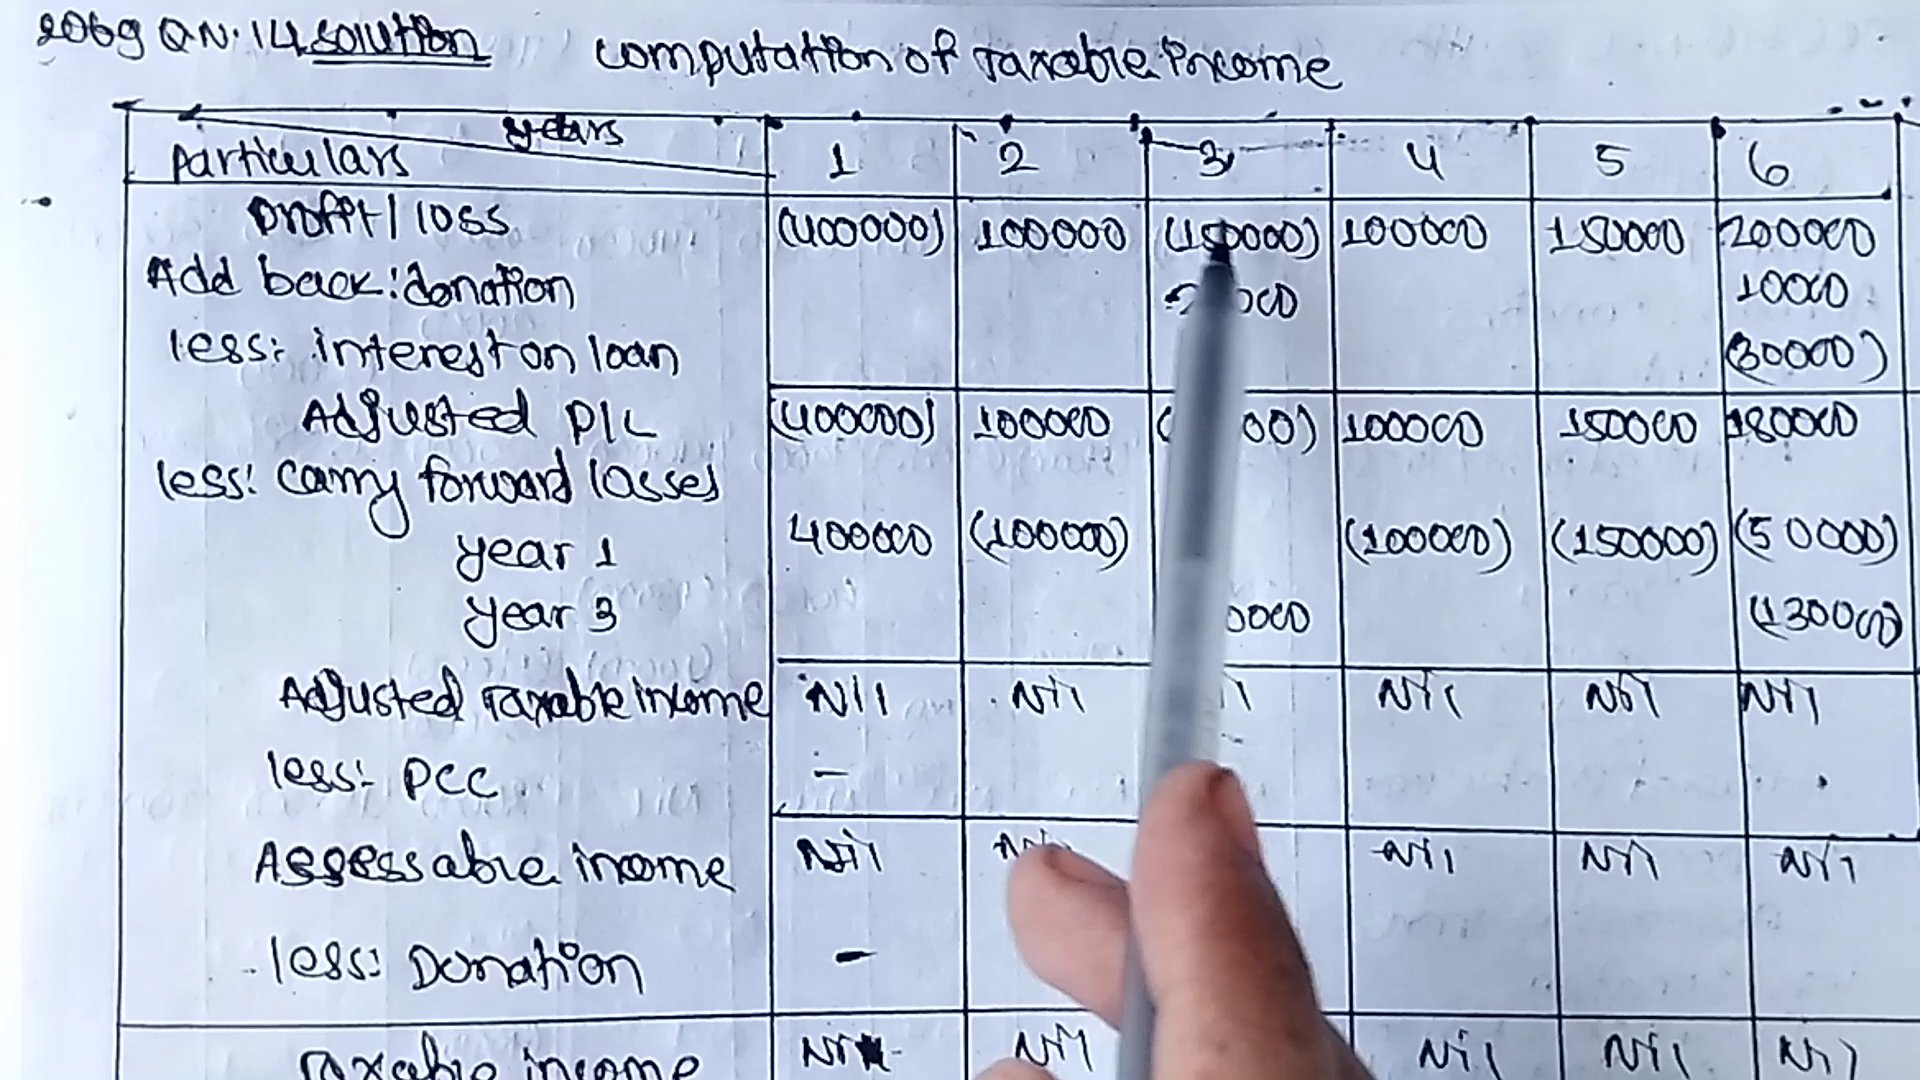 2069 Q.N. 14 solution computation of Taxable Income
years
particulars 1 2 3 4 5 6
Profit/loss (400000) 100000 (150000) 100000 150000 200000
Add back: donation 10000
less: interest on loan (30000)
Adjusted P/L (400000) 100000 100000 150000 180000
less: carry forward losses
year 1 400000 (100000) (100000) (150000) (50000)
year 3 (130000)
Adjusted Taxable income Nil Nil Nil Nil Nil
less:- PCC –
Assessable income Nil Nil Nil Nil
less: Donation –
Taxable income Nil Nil Nil Nil Nil